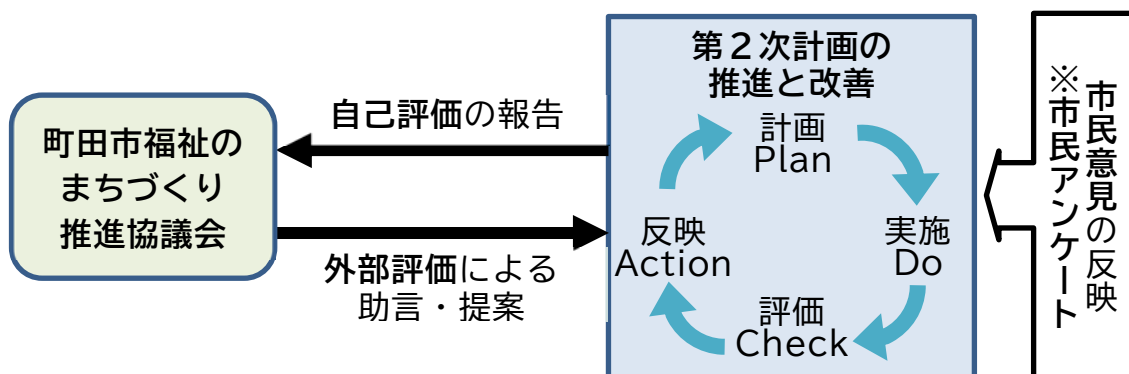 町田市福祉の
まちづくり
推進協議会
自己評価の報告
外部評価による
助言・提案
第２次計画の
推進と改善
計画
Plan
実施
Do
評価
Check
反映
Action
市民意見の反映
※市民アンケート